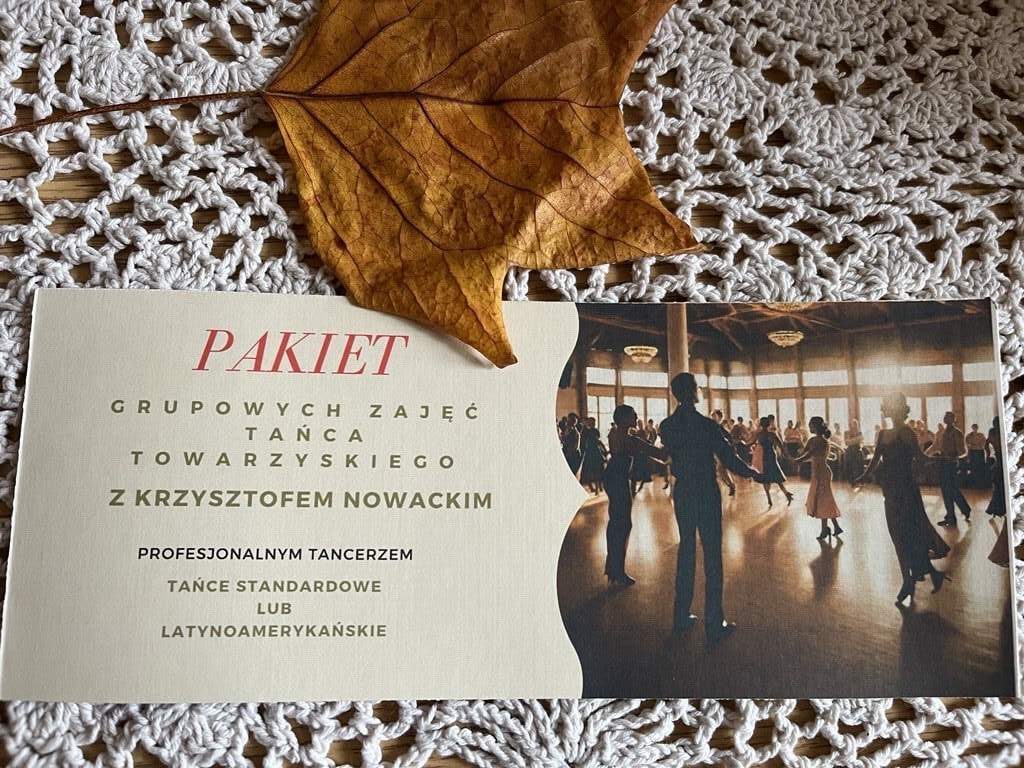 PAKIET
GRUPOWYCH ZAJĘĆ
TAŃCA
TOWARZYSKIEGO
Z KRZYSZTOFEM NOWACKIM
PROFESJONALNYM TANCERZEM
TAŃCE STANDARDOWE
LUB
LATYNOAMERYKAŃSKIE